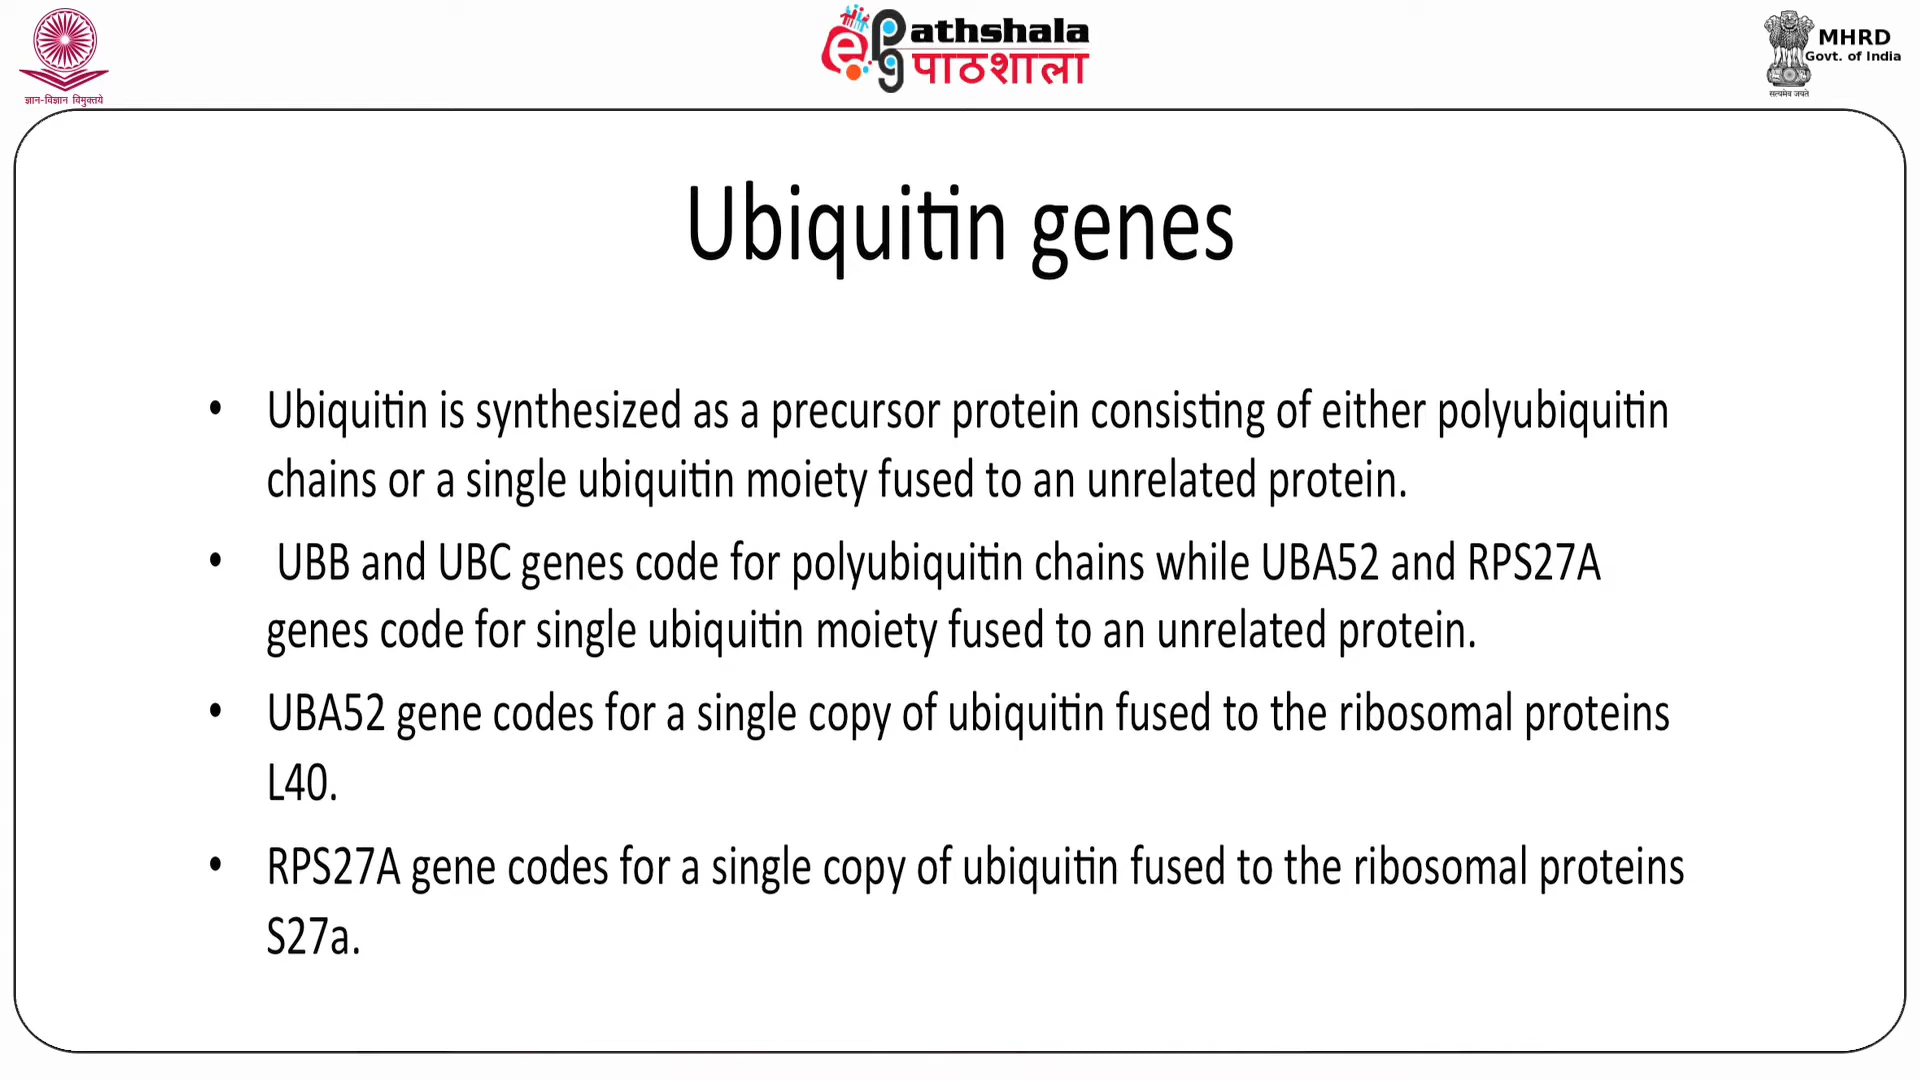 ज्ञान-विज्ञान विमुक्तये
ePG athshala
पाठशाला
MHRD
Govt. of India
सत्यमेव जयते
Ubiquitin genes
• Ubiquitin is synthesized as a precursor protein consisting of either polyubiquitin
chains or a single ubiquitin moiety fused to an unrelated protein.
• UBB and UBC genes code for polyubiquitin chains while UBA52 and RPS27A
genes code for single ubiquitin moiety fused to an unrelated protein.
• UBA52 gene codes for a single copy of ubiquitin fused to the ribosomal proteins
L40.
• RPS27A gene codes for a single copy of ubiquitin fused to the ribosomal proteins
S27a.